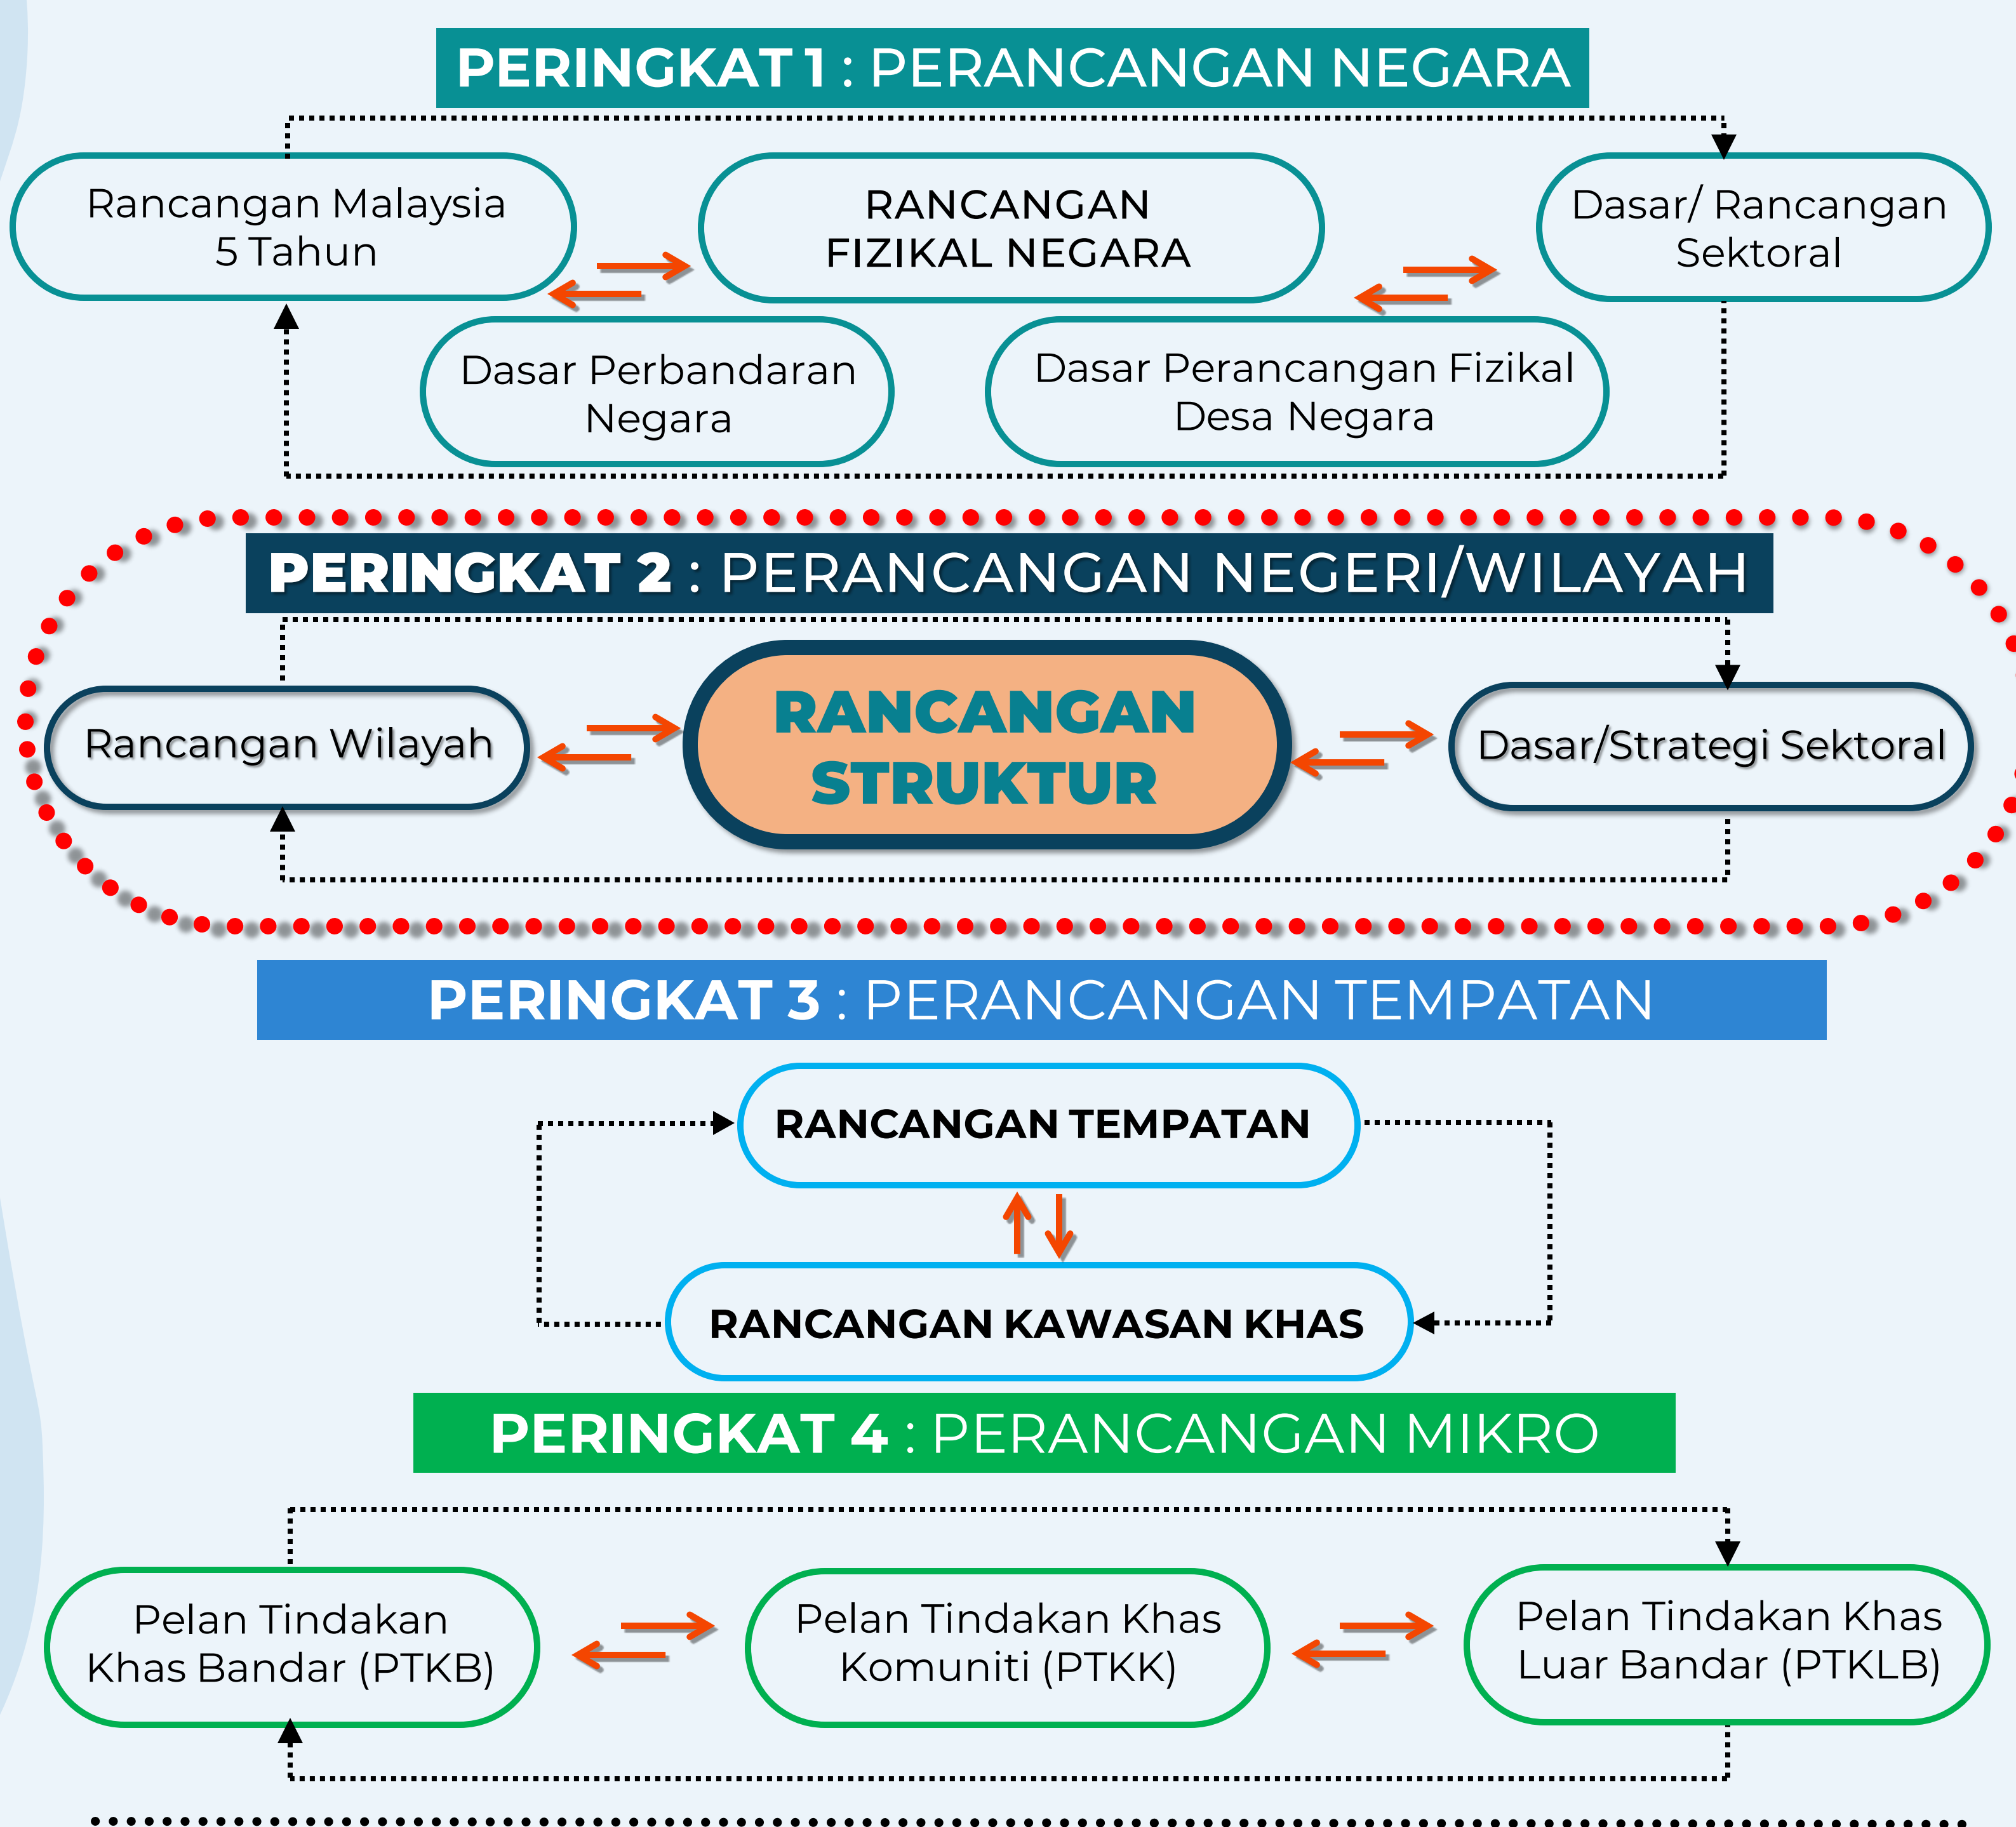 PERINGKAT 1 : PERANCANGAN NEGARA
Rancangan Malaysia
5 Tahun
RANCANGAN
FIZIKAL NEGARA
Dasar/ Rancangan
Sektoral
Dasar Perbandaran
Negara
Dasar Perancangan Fizikal
Desa Negara
PERINGKAT 2 : PERANCANGAN NEGERI/WILAYAH
Rancangan Wilayah
RANCANGAN
STRUKTUR
Dasar/Strategi Sektoral
PERINGKAT 3 : PERANCANGAN TEMPATAN
RANCANGAN TEMPATAN
RANCANGAN KAWASAN KHAS
PERINGKAT 4 : PERANCANGAN MIKRO
Pelan Tindakan
Khas Bandar (PTKB)
Pelan Tindakan Khas
Komuniti (PTKK)
Pelan Tindakan Khas
Luar Bandar (PTKLB)